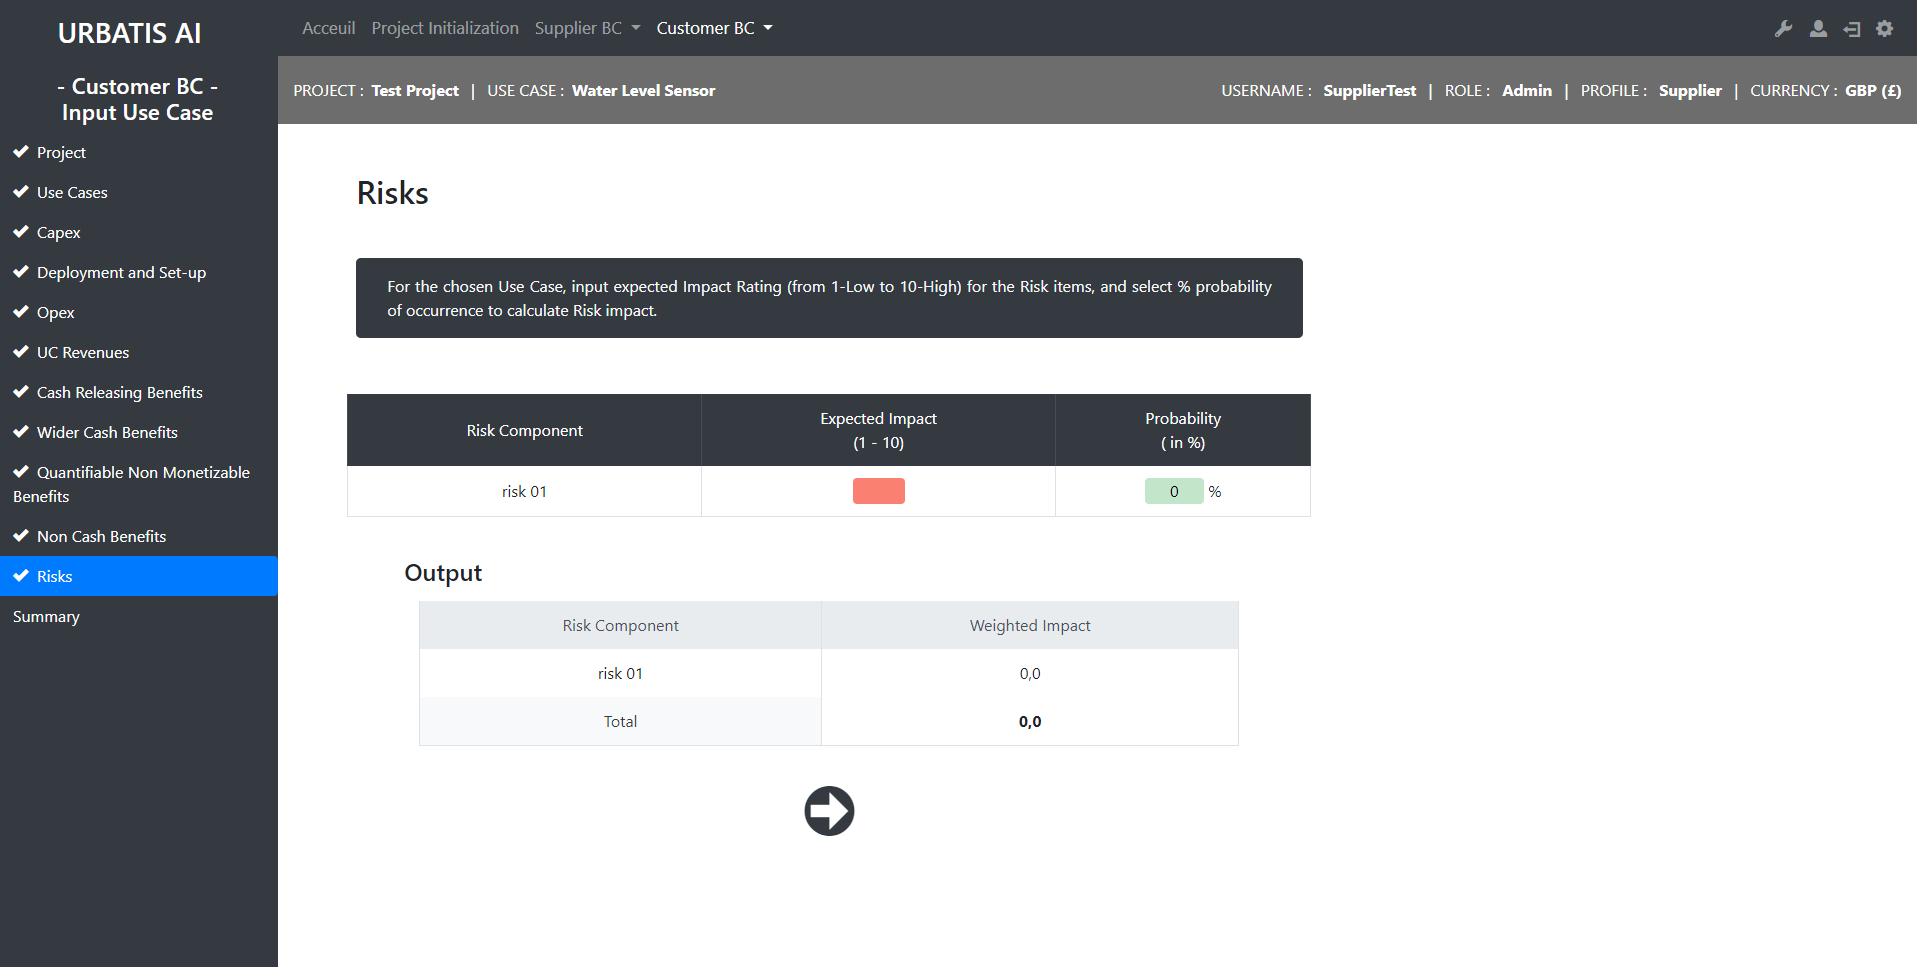 URBATIS AI
Acceuil Project Initialization Supplier BC Customer BC
- Customer BC -
Input Use Case
PROJECT : Test Project | USE CASE : Water Level Sensor
USERNAME : SupplierTest | ROLE : Admin | PROFILE : Supplier | CURRENCY : GBP (£)
Project
Use Cases
Capex
Deployment and Set-up
Opex
UC Revenues
Cash Releasing Benefits
Wider Cash Benefits
Quantifiable Non Monetizable
Benefits
Non Cash Benefits
Risks
Summary
Risks
For the chosen Use Case, input expected Impact Rating (from 1-Low to 10-High) for the Risk items, and select % probability
of occurrence to calculate Risk impact.
Risk Component
Expected Impact
(1 - 10)
Probability
( in %)
risk 01
0 %
Output
Risk Component Weighted Impact
risk 01 0,0
Total 0,0